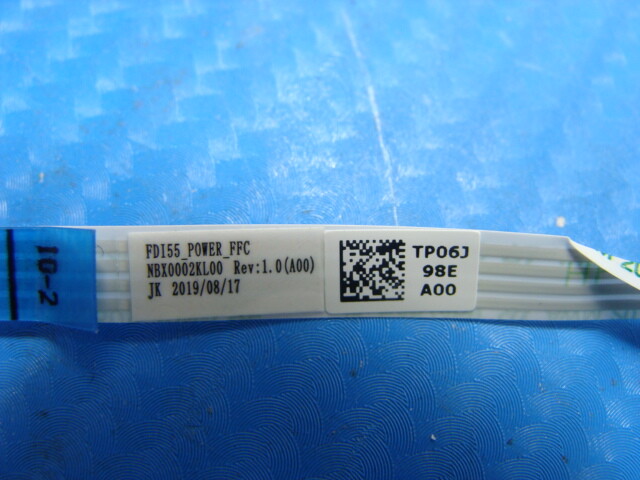 FDI55_POWER_FFC
NBX0002KL00 Rev:1.0(A00)
JK 2019/08/17
TP06J
98E
A00
10-2